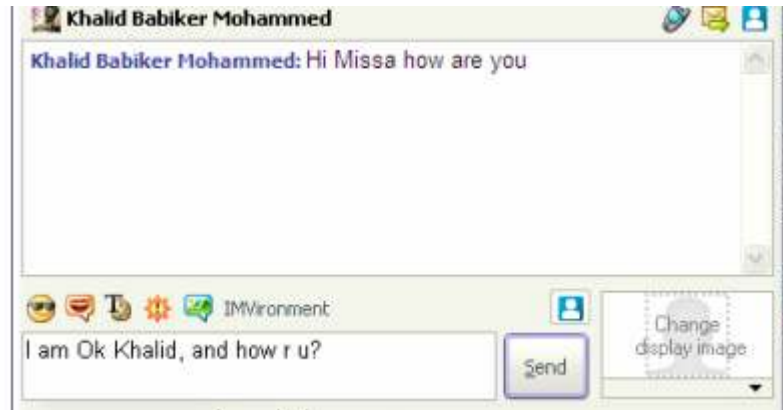 Khalid Babiker Mohammed
Khalid Babiker Mohammed: Hi Missa how are you
IMVironment
I am Ok Khalid, and how r u?
Send
Change
display image